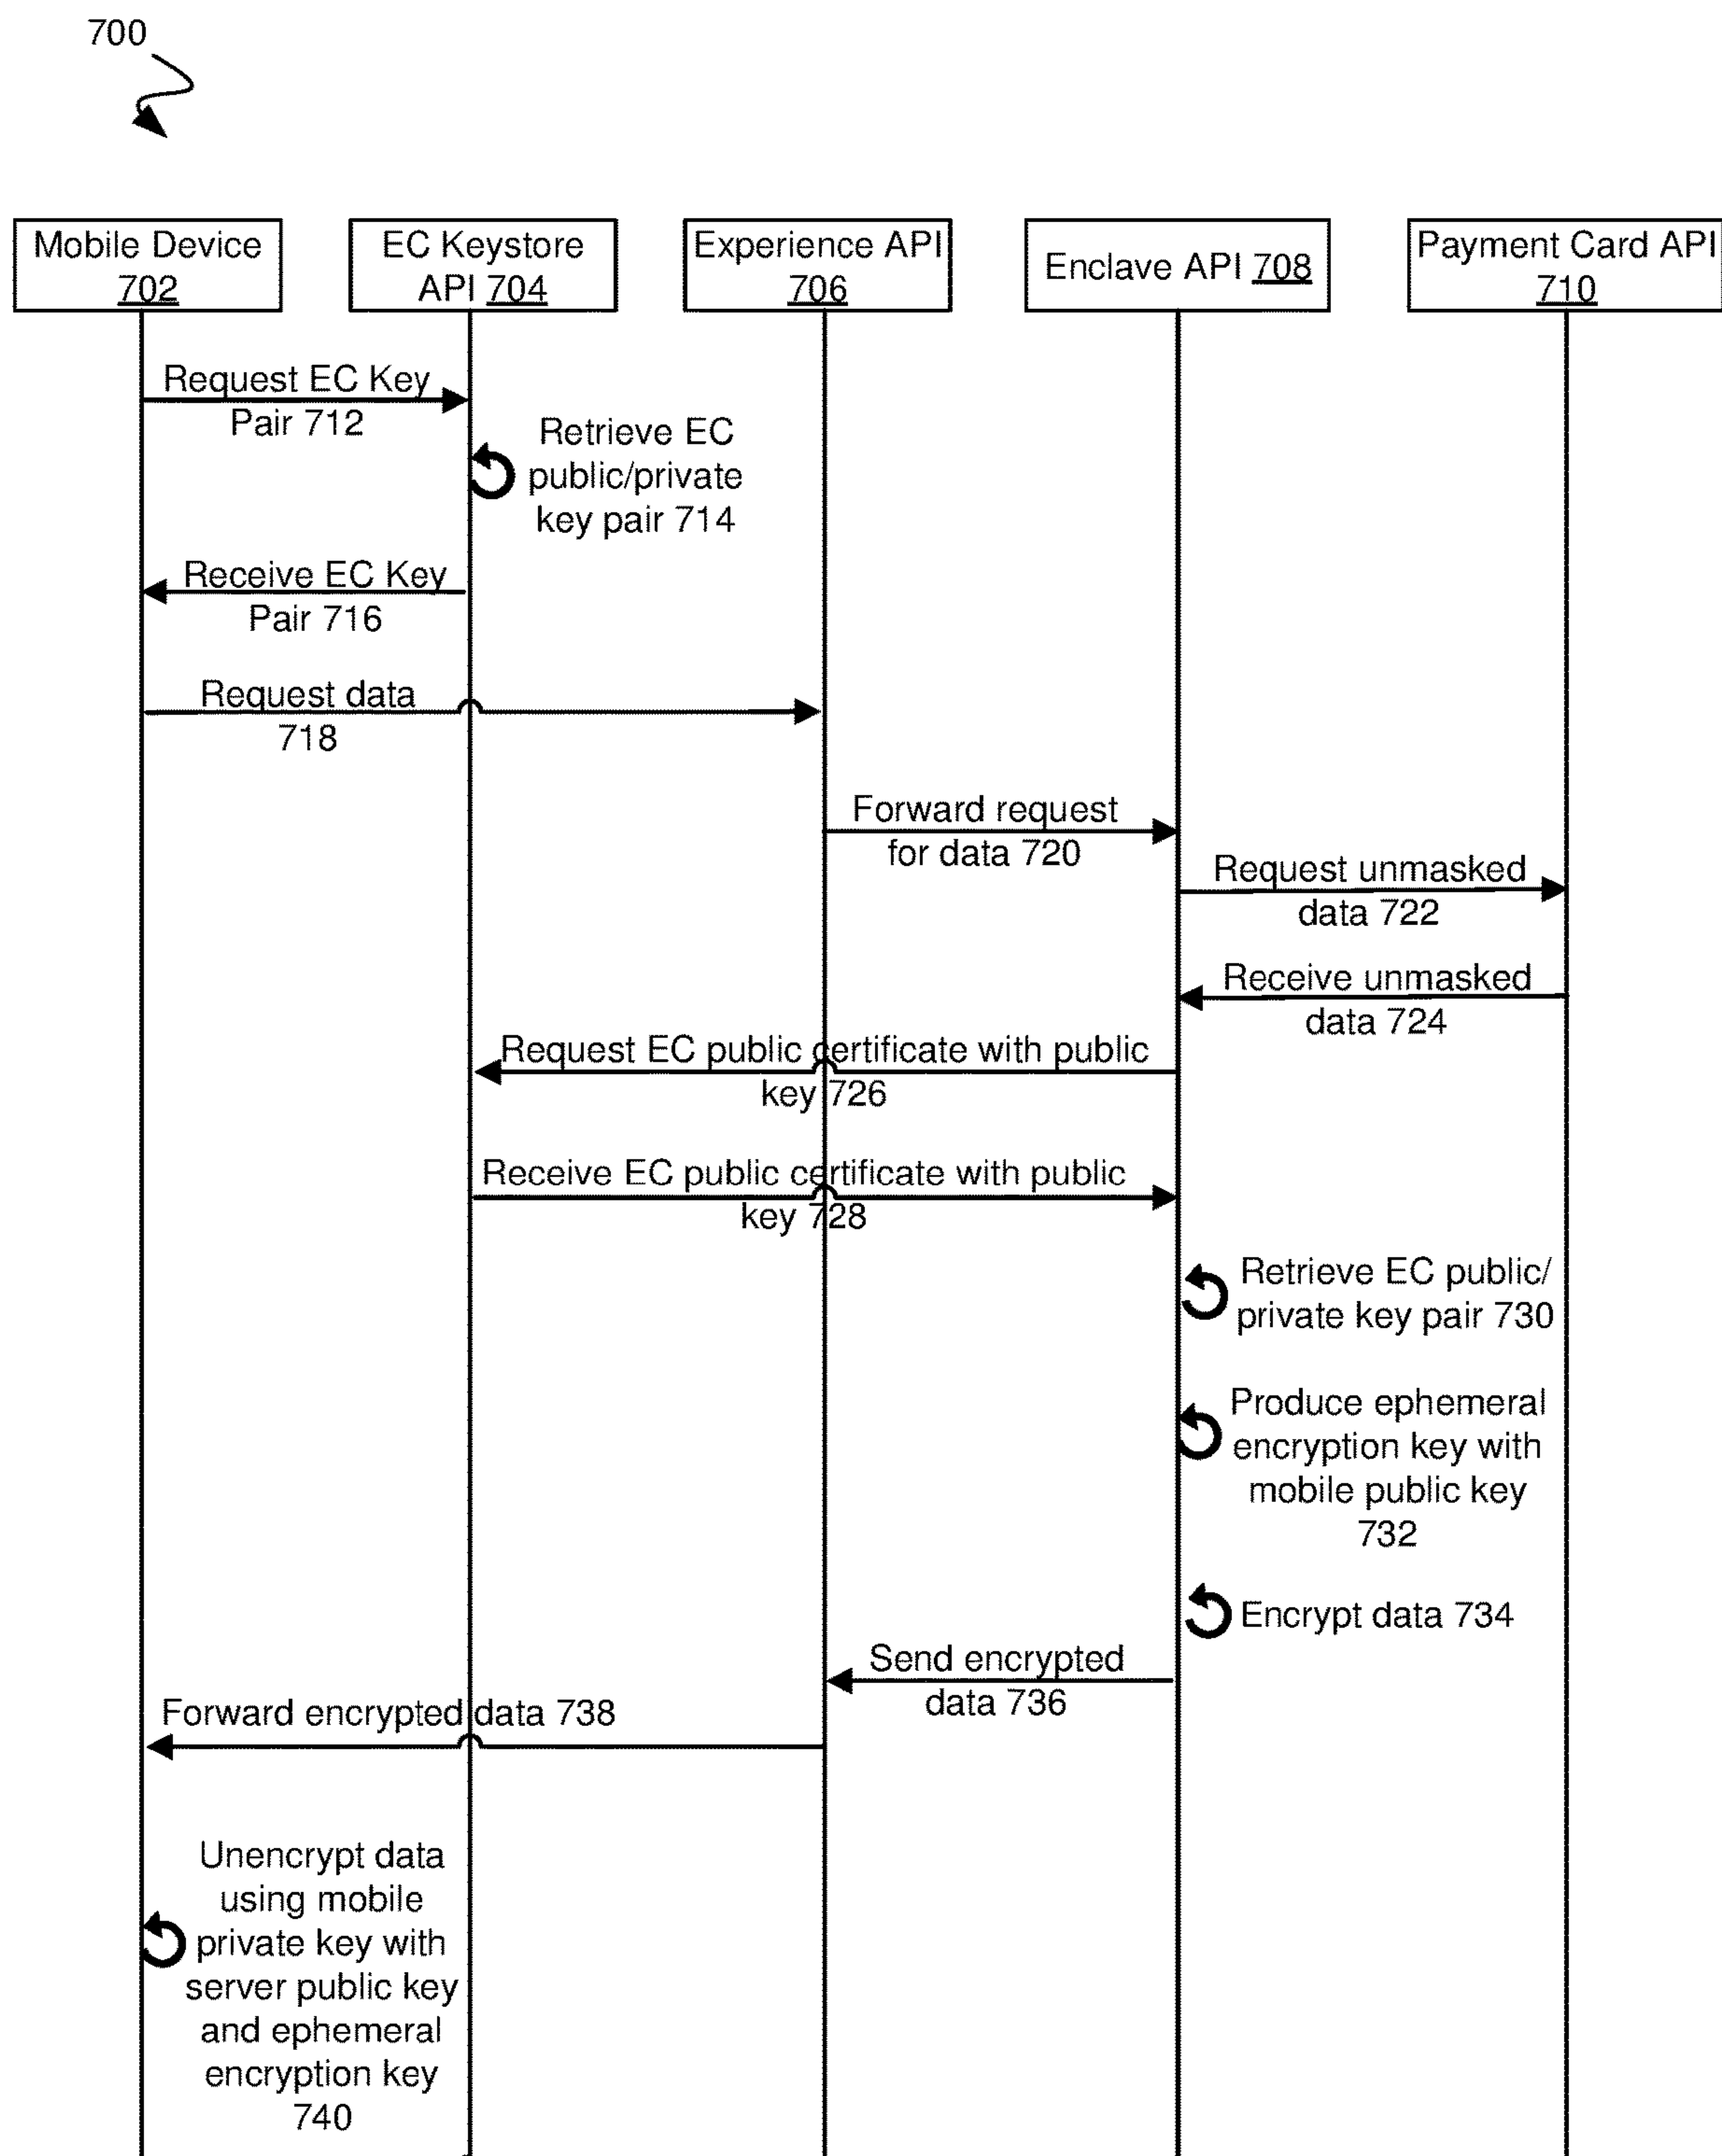 700
Mobile Device
702
EC Keystore
API 704
Experience API
706
Enclave API 708
Payment Card API
710
Request EC Key
Pair 712
Retrieve EC
public/private
key pair 714
Receive EC Key
Pair 716
Request data
718
Forward request
for data 720
Request unmasked
data 722
Receive unmasked
data 724
Request EC public certificate with public
key 726
Receive EC public certificate with public
key 728
Retrieve EC public/
private key pair 730
Produce ephemeral
encryption key with
mobile public key
732
Encrypt data 734
Send encrypted
data 736
Forward encrypted data 738
Unencrypt data
using mobile
private key with
server public key
and ephemeral
encryption key
740